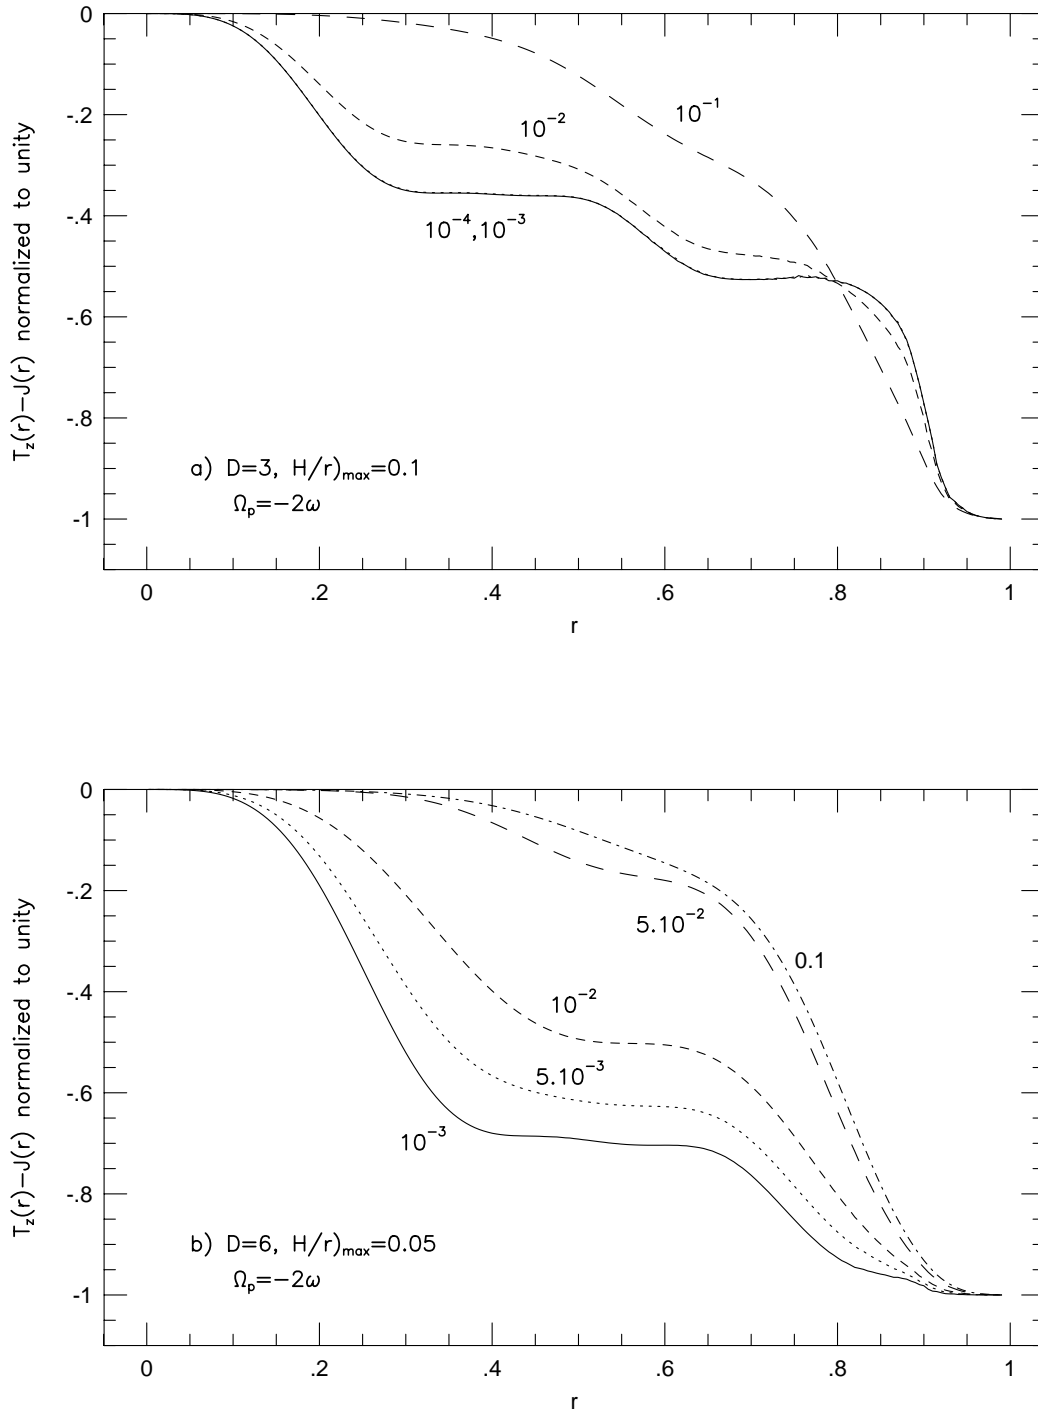 0
-.2
-.4
-.6
-.8
-1
T_z(r)−J(r) normalized to unity
10^{-1}
10^{-2}
10^{-4},10^{-3}
a) D=3, H/r)_{max}=0.1
Ω_p=−2ω
0 .2 .4 .6 .8 1
r
0
-.2
-.4
-.6
-.8
-1
T_z(r)−J(r) normalized to unity
5.10^{-2}
0.1
10^{-2}
5.10^{-3}
10^{-3}
b) D=6, H/r)_{max}=0.05
Ω_p=−2ω
0 .2 .4 .6 .8 1
r